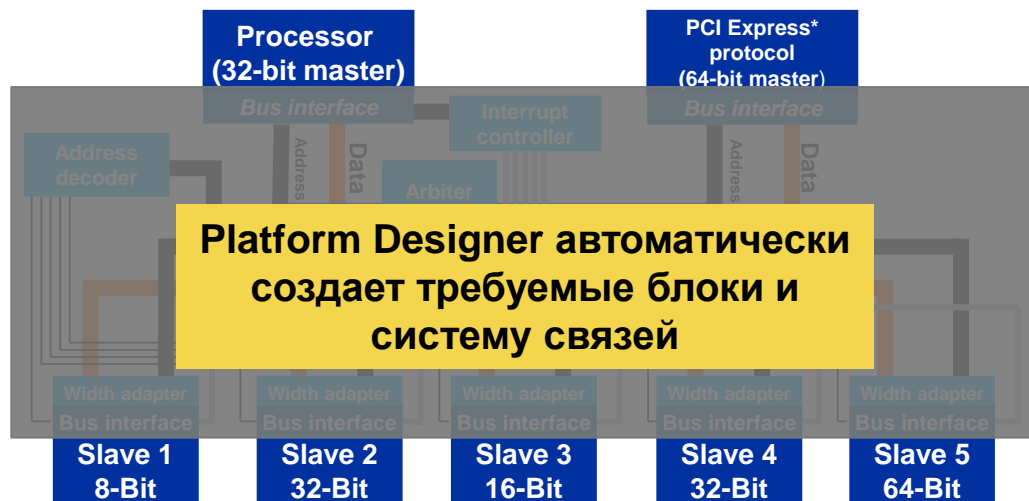 Processor
(32-bit master)
Bus interface
PCI Express*
protocol
(64-bit master)
Bus interface
Interrupt
controller
Address
decoder
Address
Data
Arbiter
Address
Data
Platform Designer автоматически
создает требуемые блоки и
систему связей
Width adapter
Width adapter
Width adapter
Width adapter
Width adapter
Bus interface
Bus interface
Bus interface
Bus interface
Bus interface
Slave 1
8-Bit
Slave 2
32-Bit
Slave 3
16-Bit
Slave 4
32-Bit
Slave 5
64-Bit